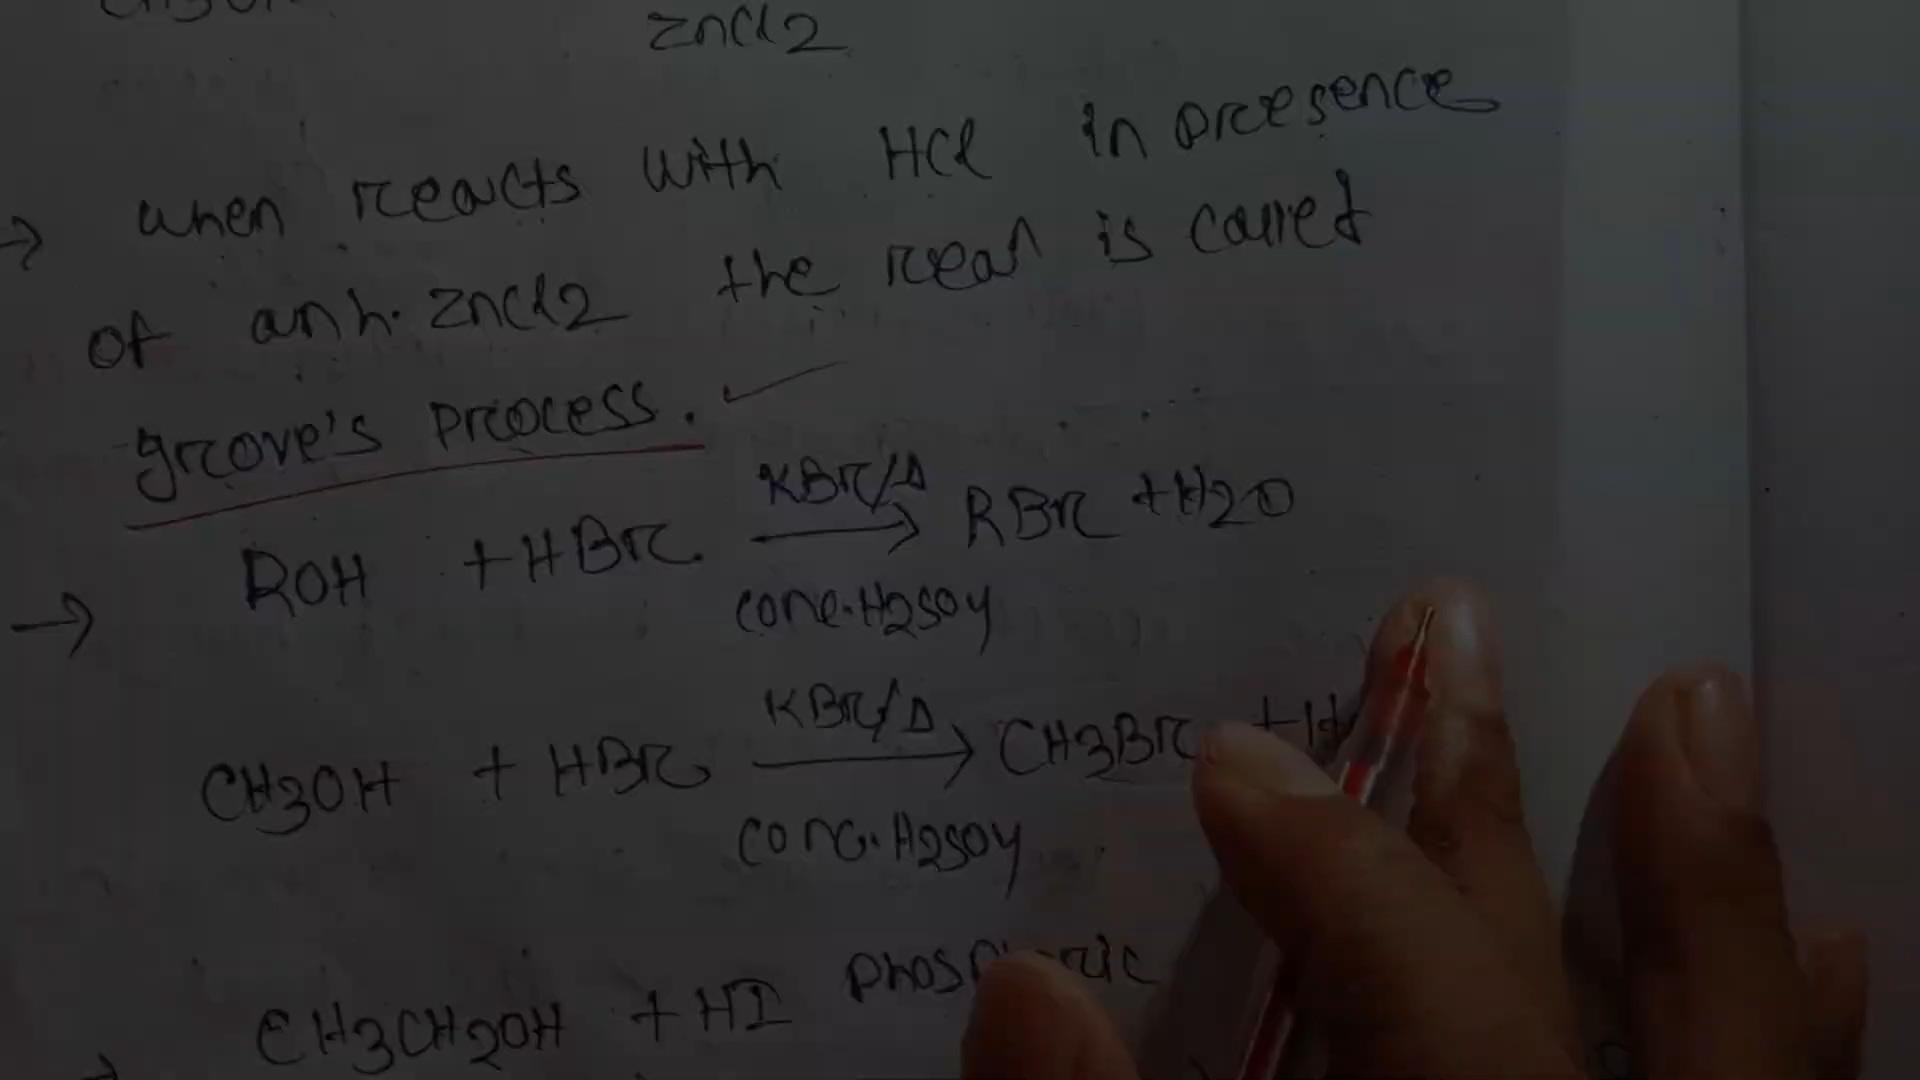 ZnCl2
→ when reacts with HCl in presence
of anh. ZnCl2 the rean is called
grove's process. ✓
→ ROH + HBr KBr/Δ → RBr + H2O
conc. H2SO4
CH3OH + HBr KBr/Δ → CH3Br + H
conc. H2SO4
CH3CH2OH + HI